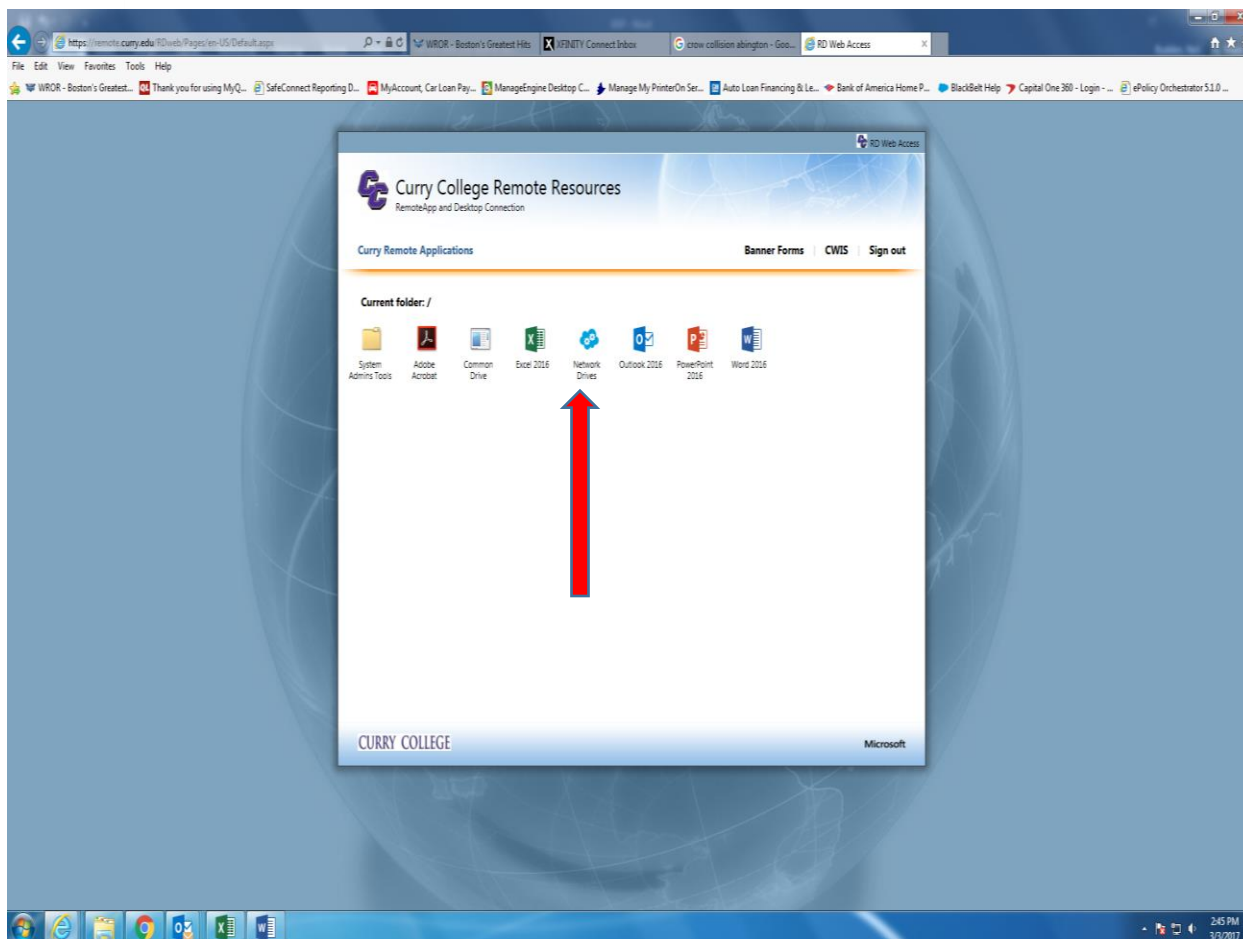 https://remote.curry.edu/RDweb/Pages/en-US/Default.aspx
WROR - Boston's Greatest Hits
XFINITY Connect Inbox
crow collision abington - Goo...
RD Web Access
File Edit View Favorites Tools Help
WROR - Boston's Greatest... Thank you for using MyQ... SafeConnect Reporting D... MyAccount, Car Loan Pay... ManageEngine Desktop C... Manage My PrinterOn Ser... Auto Loan Financing & Le... Bank of America Home P... BlackBelt Help Capital One 360 - Login - ... ePolicy Orchestrator 5.1.0 ...
RD Web Access
Curry College Remote Resources
RemoteApp and Desktop Connection
Curry Remote Applications
Banner Forms CWIS Sign out
Current folder: /
System Admins Tools
Adobe Acrobat
Common Drive
Excel 2016
Network Drives
Outlook 2016
PowerPoint 2016
Word 2016
CURRY COLLEGE
Microsoft
2:45 PM
3/3/2017